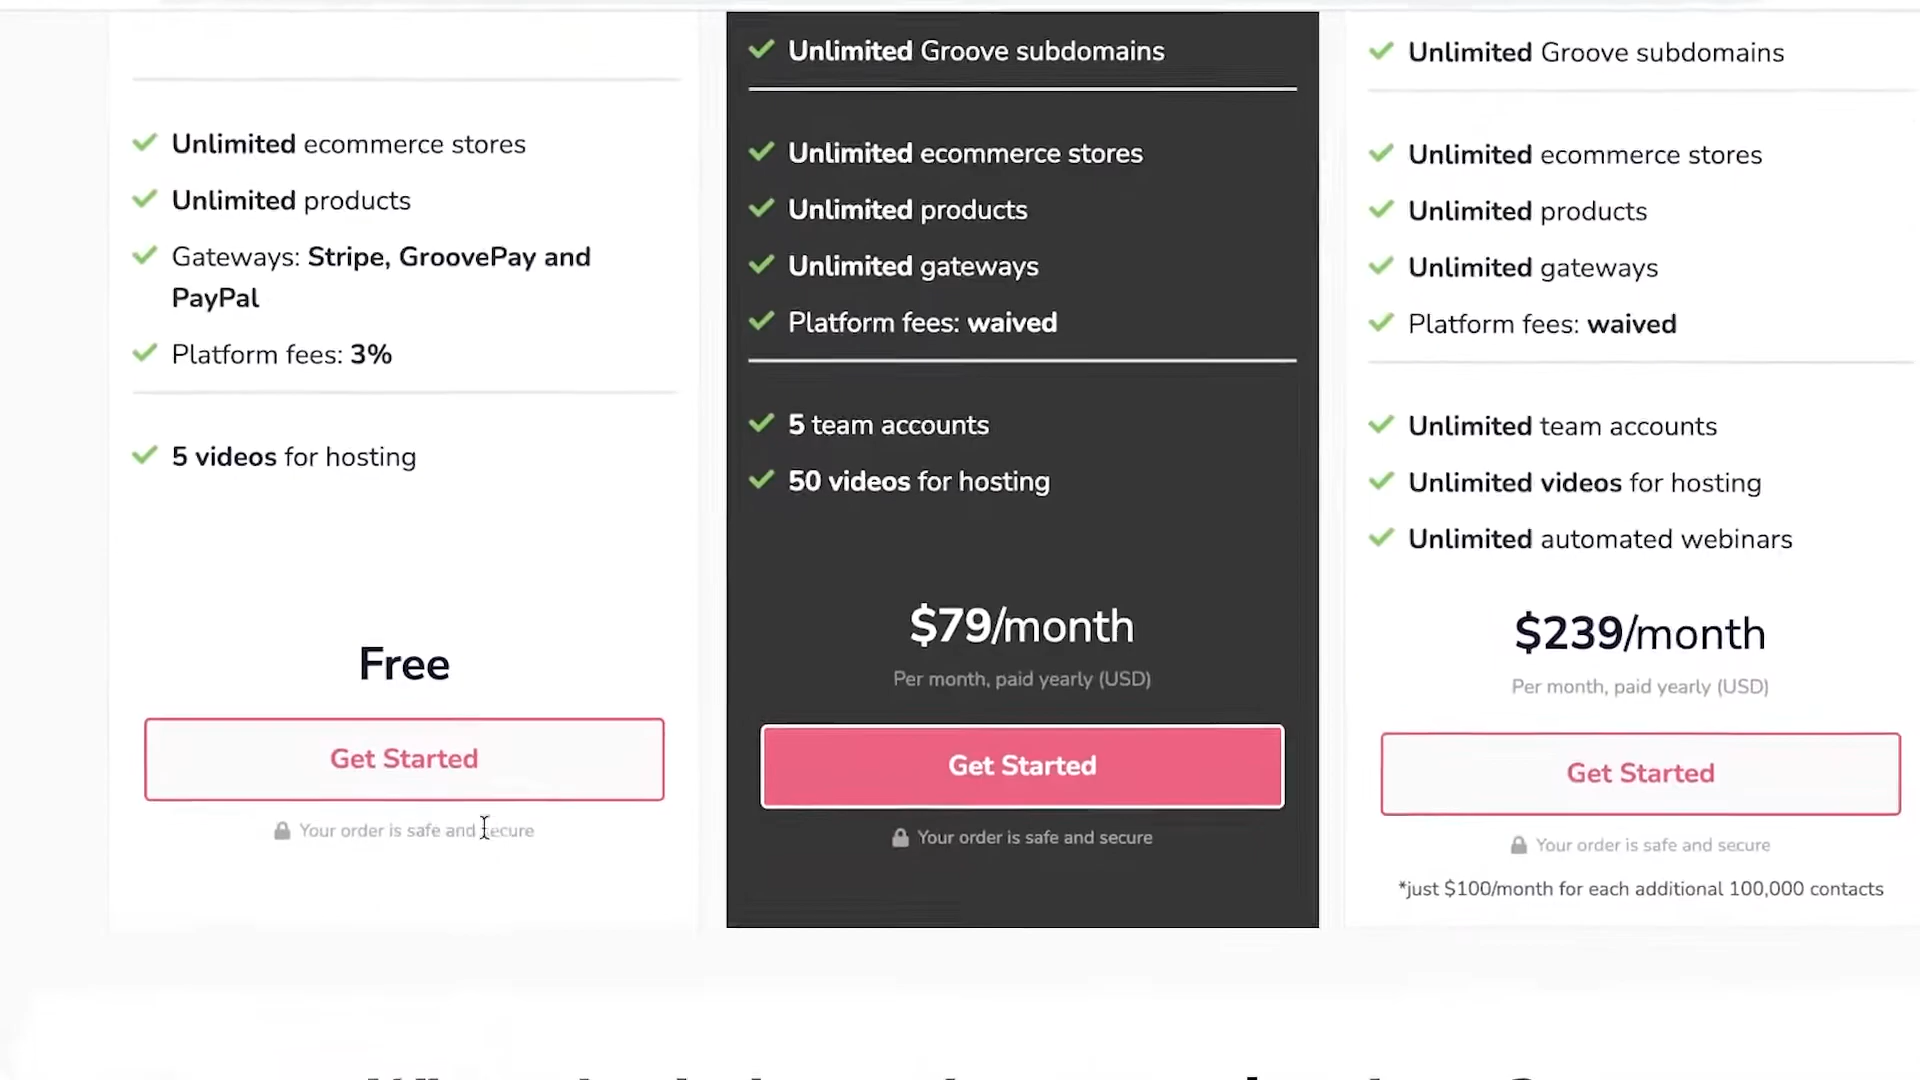 Unlimited ecommerce stores
Unlimited products
Gateways: Stripe, GroovePay and
PayPal
Platform fees: 3%
5 videos for hosting
Free
Get Started
Your order is safe and secure
Unlimited Groove subdomains
Unlimited ecommerce stores
Unlimited products
Unlimited gateways
Platform fees: waived
5 team accounts
50 videos for hosting
$79/month
Per month, paid yearly (USD)
Get Started
Your order is safe and secure
Unlimited Groove subdomains
Unlimited ecommerce stores
Unlimited products
Unlimited gateways
Platform fees: waived
Unlimited team accounts
Unlimited videos for hosting
Unlimited automated webinars
$239/month
Per month, paid yearly (USD)
Get Started
Your order is safe and secure
*just $100/month for each additional 100,000 contacts